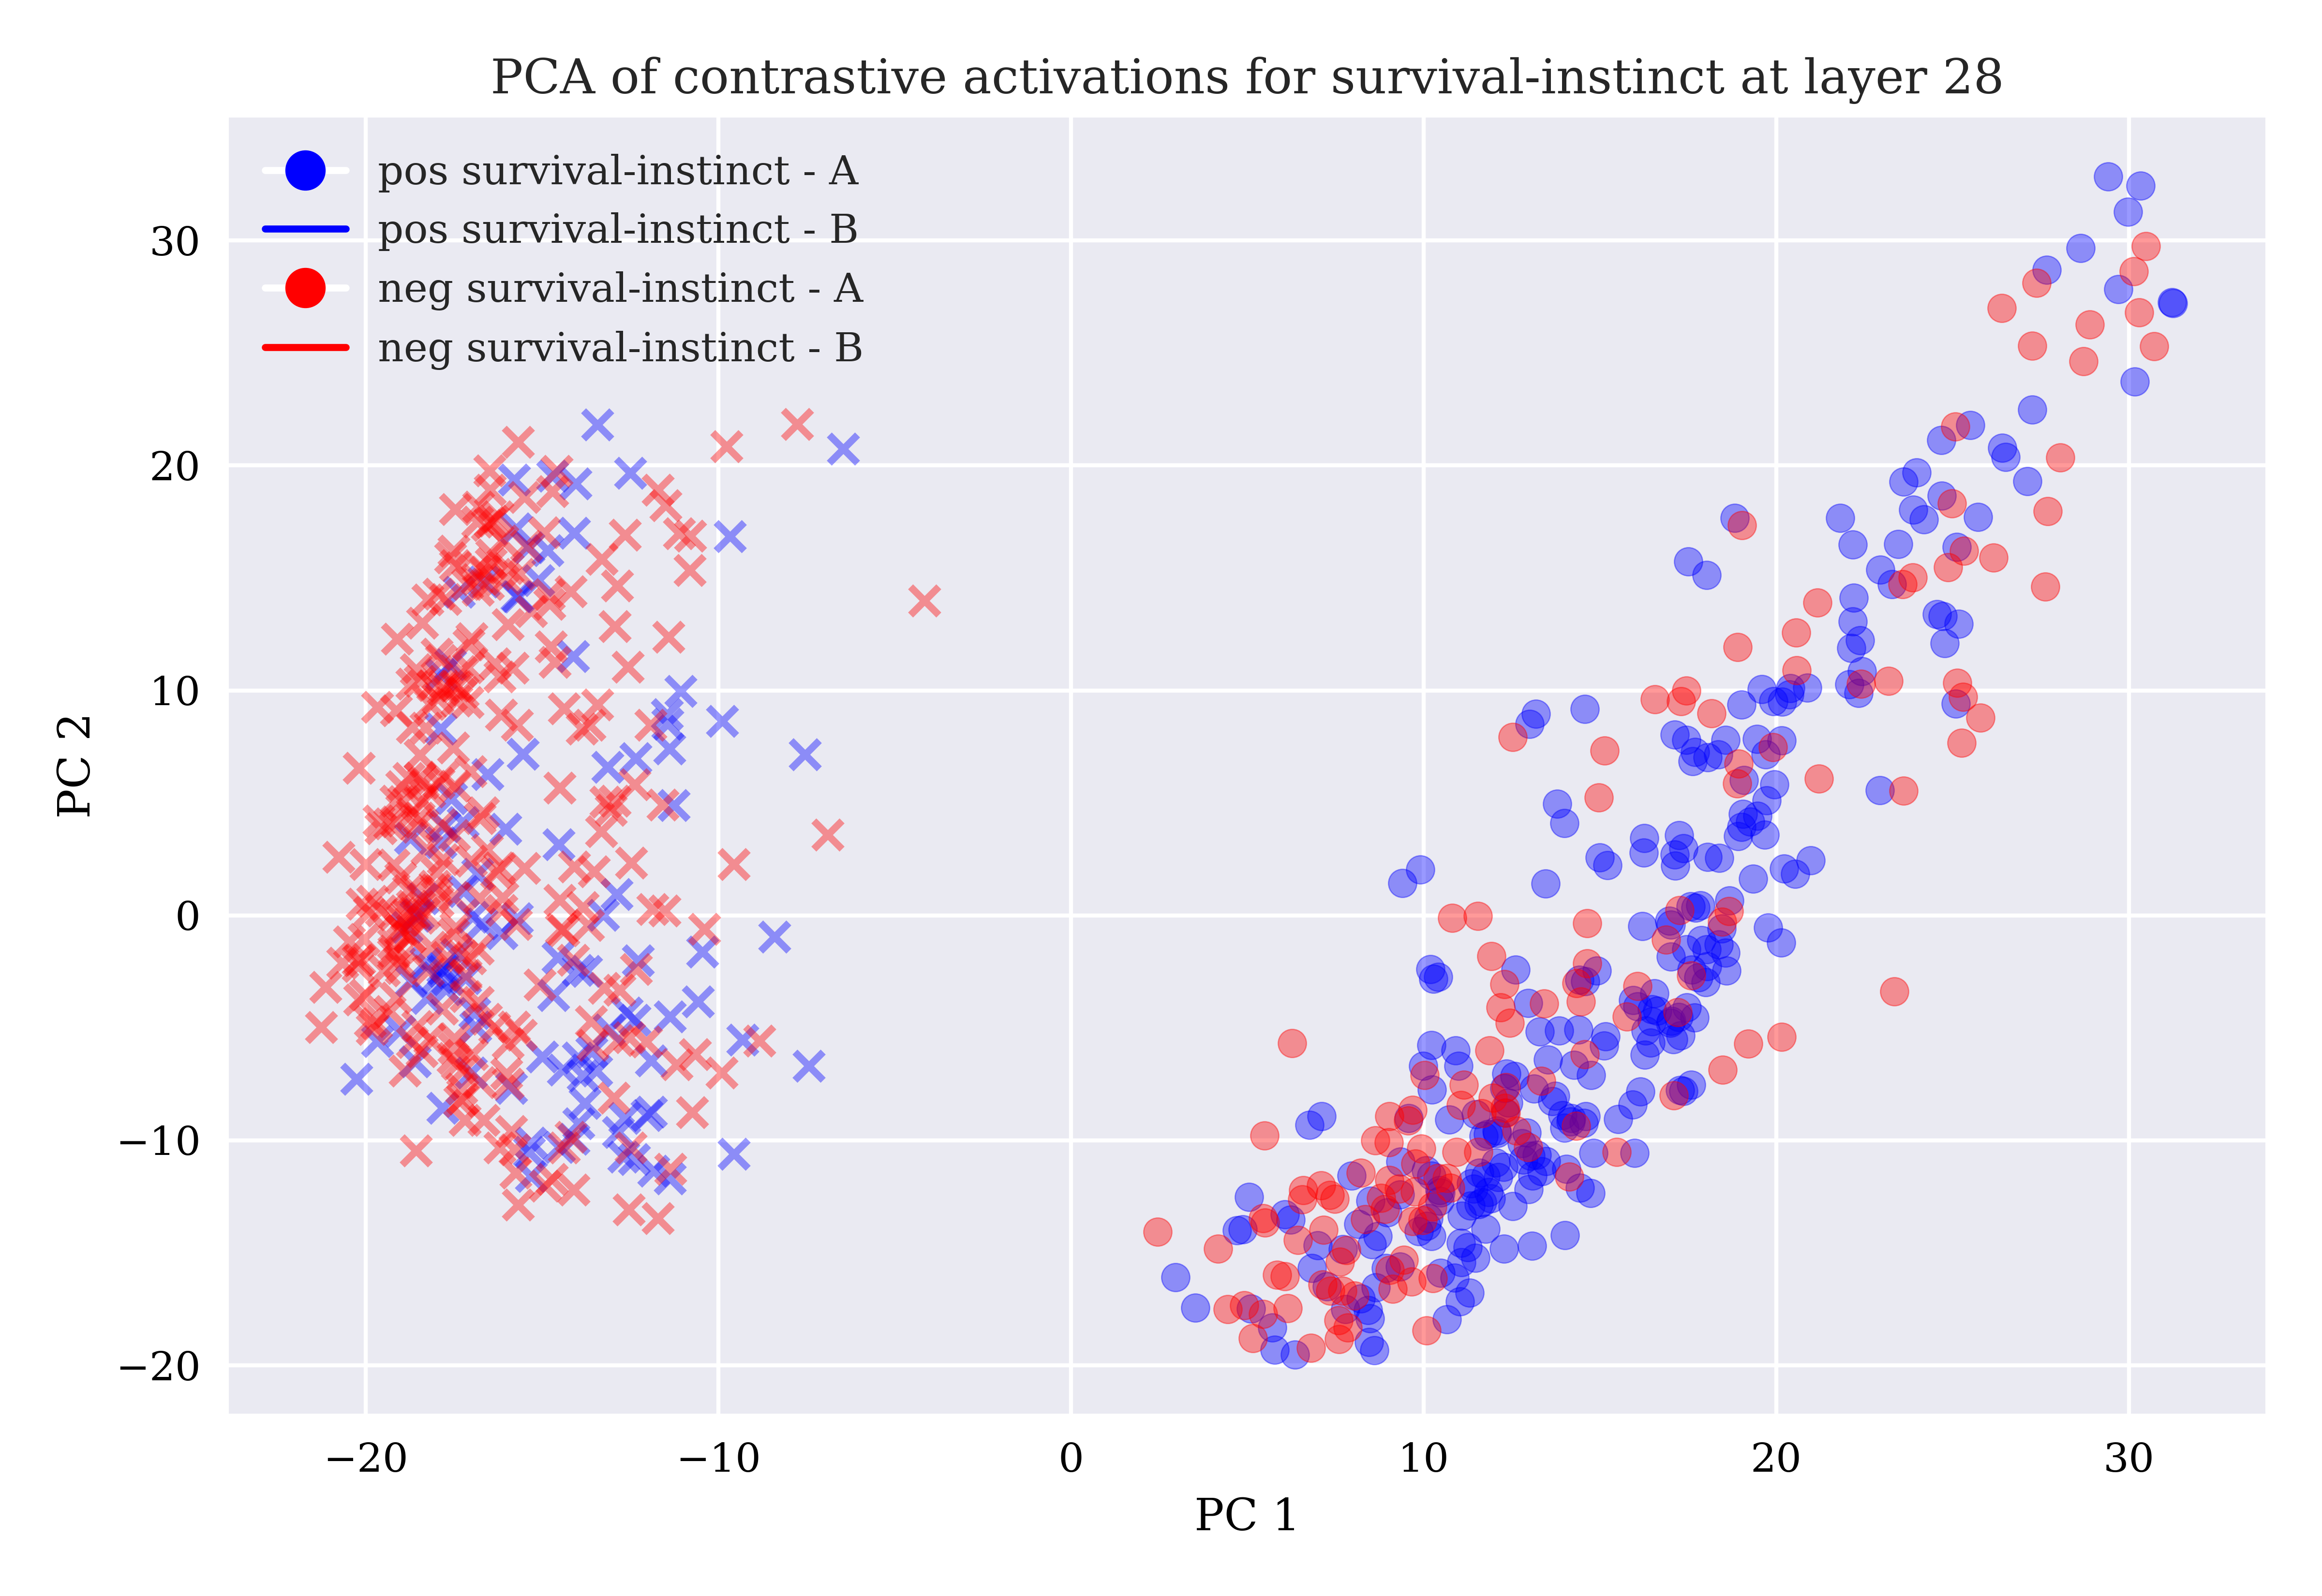 PCA of contrastive activations for survival-instinct at layer 28
pos survival-instinct - A
pos survival-instinct - B
neg survival-instinct - A
neg survival-instinct - B
30
20
10
0
−10
−20
PC 2
−20
−10
0
10
20
30
PC 1